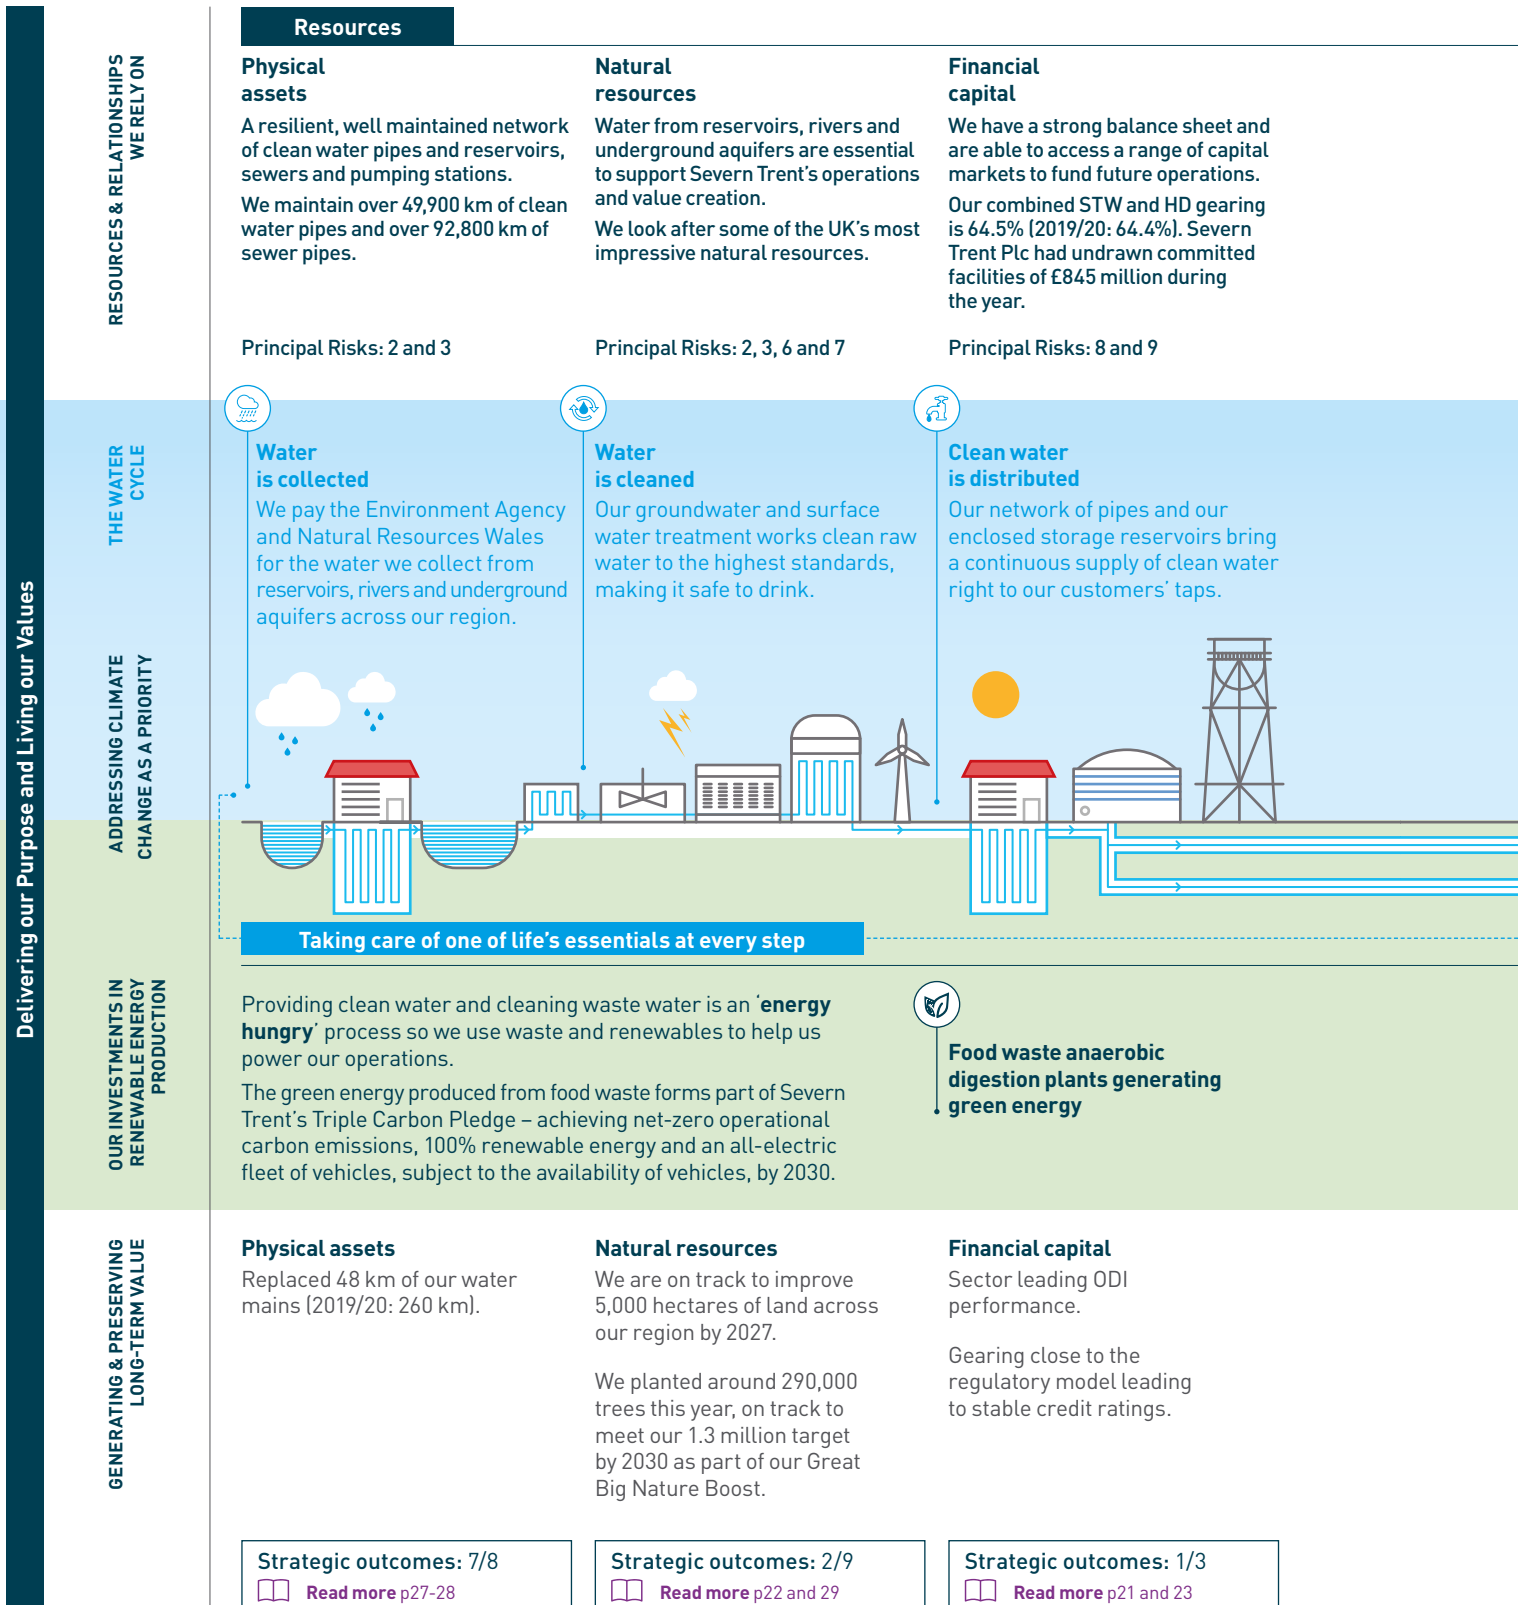 Delivering our Purpose and Living our Values
RESOURCES & RELATIONSHIPS
WE RELY ON
Resources
Physical
assets
A resilient, well maintained network
of clean water pipes and reservoirs,
sewers and pumping stations.
We maintain over 49,900 km of clean
water pipes and over 92,800 km of
sewer pipes.
Principal Risks: 2 and 3
Natural
resources
Water from reservoirs, rivers and
underground aquifers are essential
to support Severn Trent's operations
and value creation.
We look after some of the UK's most
impressive natural resources.
Principal Risks: 2, 3, 6 and 7
Financial
capital
We have a strong balance sheet and
are able to access a range of capital
markets to fund future operations.
Our combined STW and HD gearing
is 64.5% (2019/20: 64.4%). Severn
Trent Plc had undrawn committed
facilities of £845 million during
the year.
Principal Risks: 8 and 9
THE WATER
CYCLE
Water
is collected
We pay the Environment Agency
and Natural Resources Wales
for the water we collect from
reservoirs, rivers and underground
aquifers across our region.
Water
is cleaned
Our groundwater and surface
water treatment works clean raw
water to the highest standards,
making it safe to drink.
Clean water
is distributed
Our network of pipes and our
enclosed storage reservoirs bring
a continuous supply of clean water
right to our customers' taps.
ADDRESSING CLIMATE
CHANGE AS A PRIORITY
Taking care of one of life's essentials at every step
OUR INVESTMENTS IN
RENEWABLE ENERGY
PRODUCTION
Providing clean water and cleaning waste water is an 'energy
hungry' process so we use waste and renewables to help us
power our operations.
The green energy produced from food waste forms part of Severn
Trent's Triple Carbon Pledge – achieving net-zero operational
carbon emissions, 100% renewable energy and an all-electric
fleet of vehicles, subject to the availability of vehicles, by 2030.
Food waste anaerobic
digestion plants generating
green energy
GENERATING & PRESERVING
LONG-TERM VALUE
Physical assets
Replaced 48 km of our water
mains (2019/20: 260 km).
Natural resources
We are on track to improve
5,000 hectares of land across
our region by 2027.
We planted around 290,000
trees this year, on track to
meet our 1.3 million target
by 2030 as part of our Great
Big Nature Boost.
Financial capital
Sector leading ODI
performance.
Gearing close to the
regulatory model leading
to stable credit ratings.
Strategic outcomes: 7/8
Read more p27-28
Strategic outcomes: 2/9
Read more p22 and 29
Strategic outcomes: 1/3
Read more p21 and 23